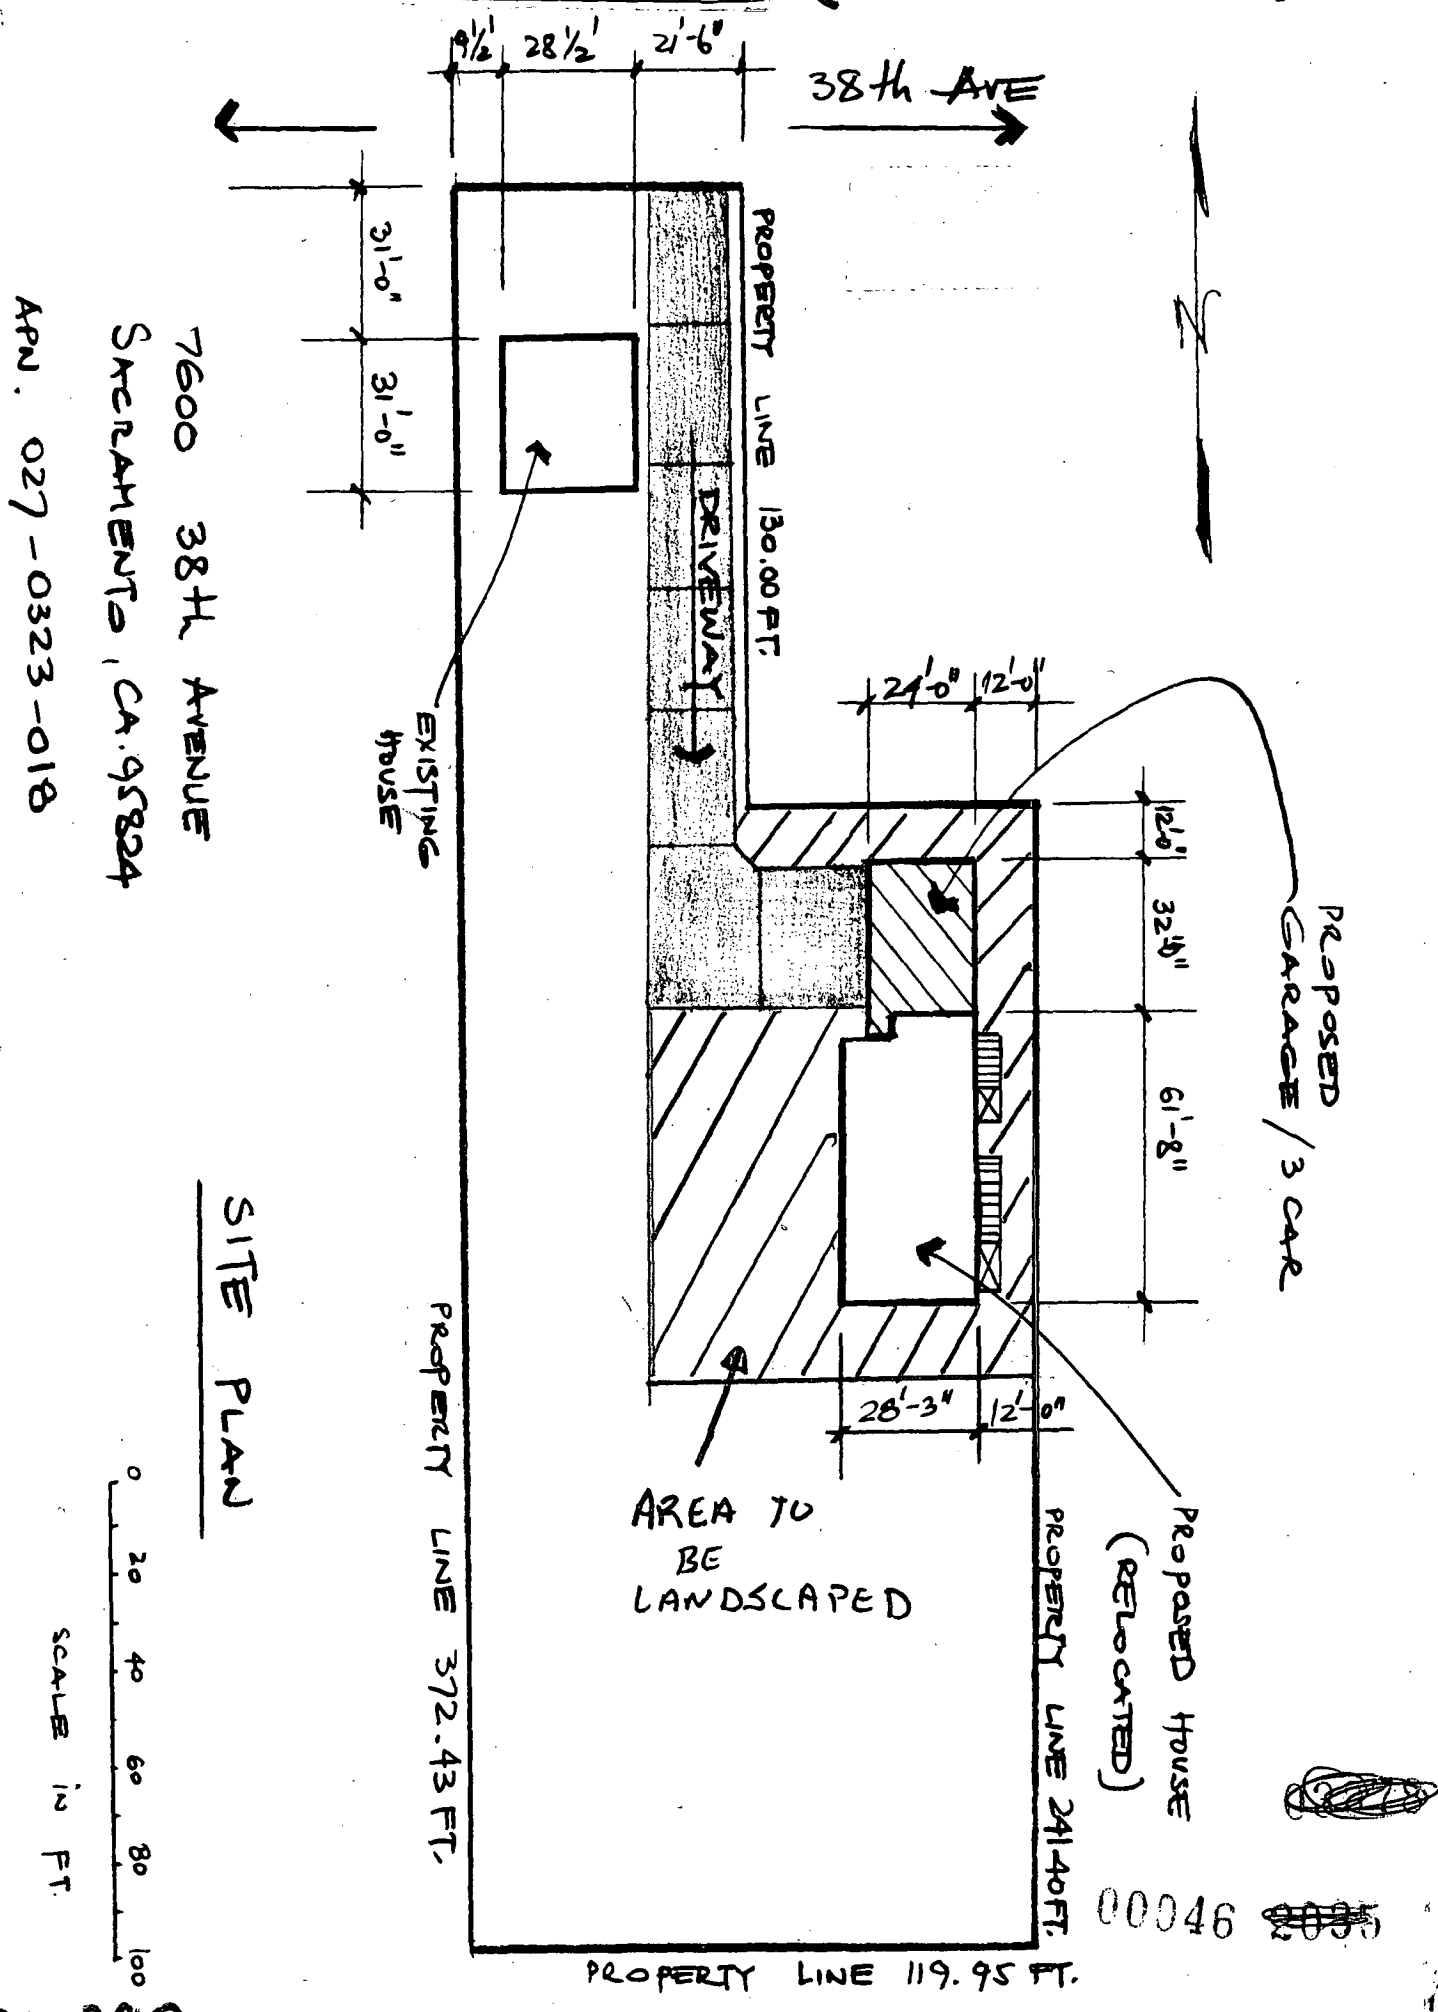 9½'
28½'
21'-6"
38th AVE
N
PROPERTY LINE 130.00 FT.
31'-0"
31'-0"
DRIVEWAY
EXISTING
HOUSE
7600 38th AVENUE
SACRAMENTO, CA. 95824
APN. 027-0323-018
24'-0"
12'-0"
12'-0"
32'-0"
61'-8"
PROPOSED
GARAGE / 3 CAR
28'-3"
12'-0"
AREA TO
BE
LANDSCAPED
PROPOSED HOUSE
(RELOCATED)
PROPERTY LINE 241.40 FT.
PROPERTY LINE 372.43 FT.
PROPERTY LINE 119.95 FT.
SITE PLAN
0 20 40 60 80 100
SCALE IN FT.
00046